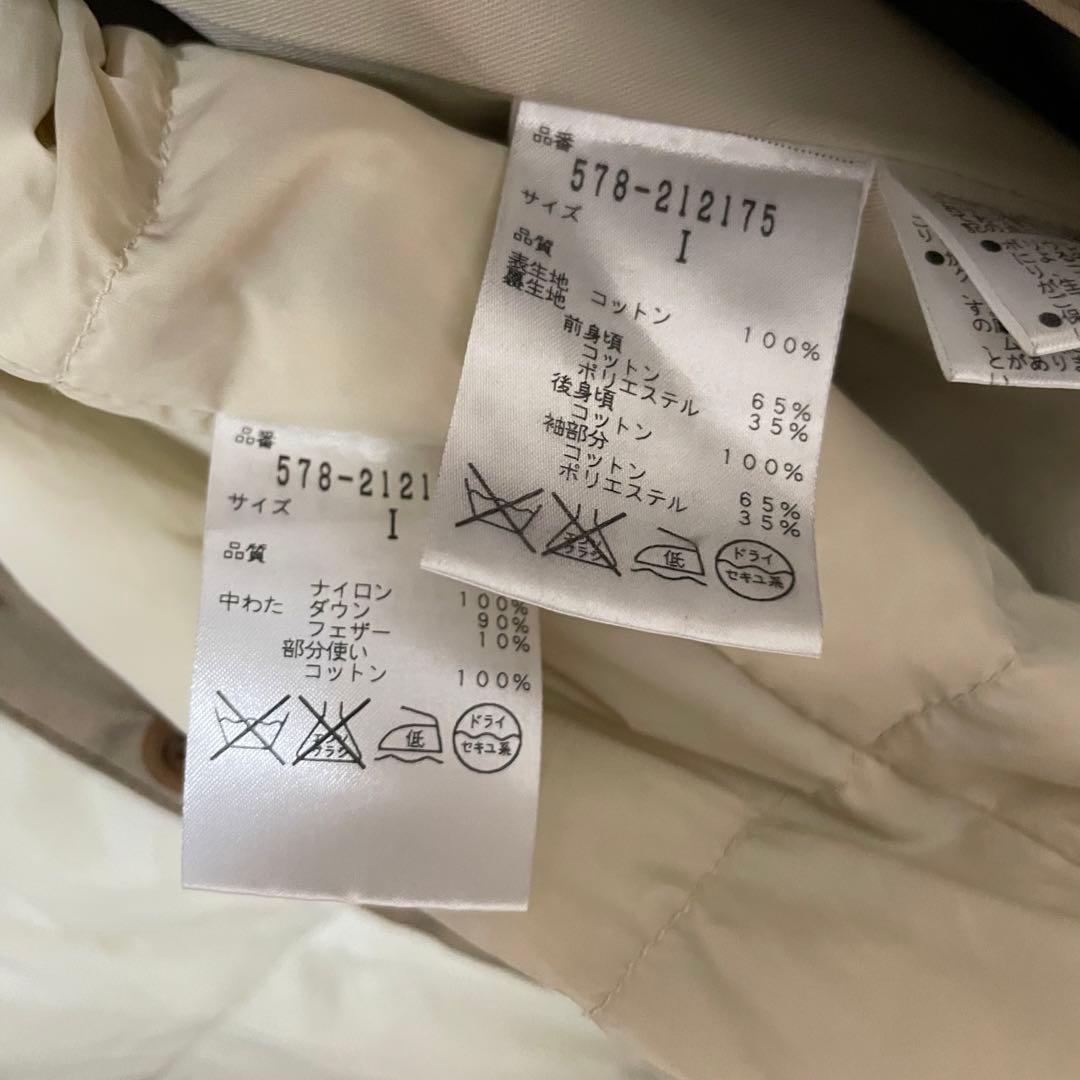 品番
578-212175
サイズ
I
品質
表生地 コットン 100%
裏生地
前身頃
コットン 65%
ポリエステル 35%
後身頃
コットン 100%
袖部分
コットン 65%
ポリエステル 35%
低
ドライ
セキユ系
品番
578-2121
サイズ
I
品質
ナイロン 100%
中わた ダウン 90%
フェザー 10%
部分使い
コットン 100%
低
ドライ
セキユ系
とがありま